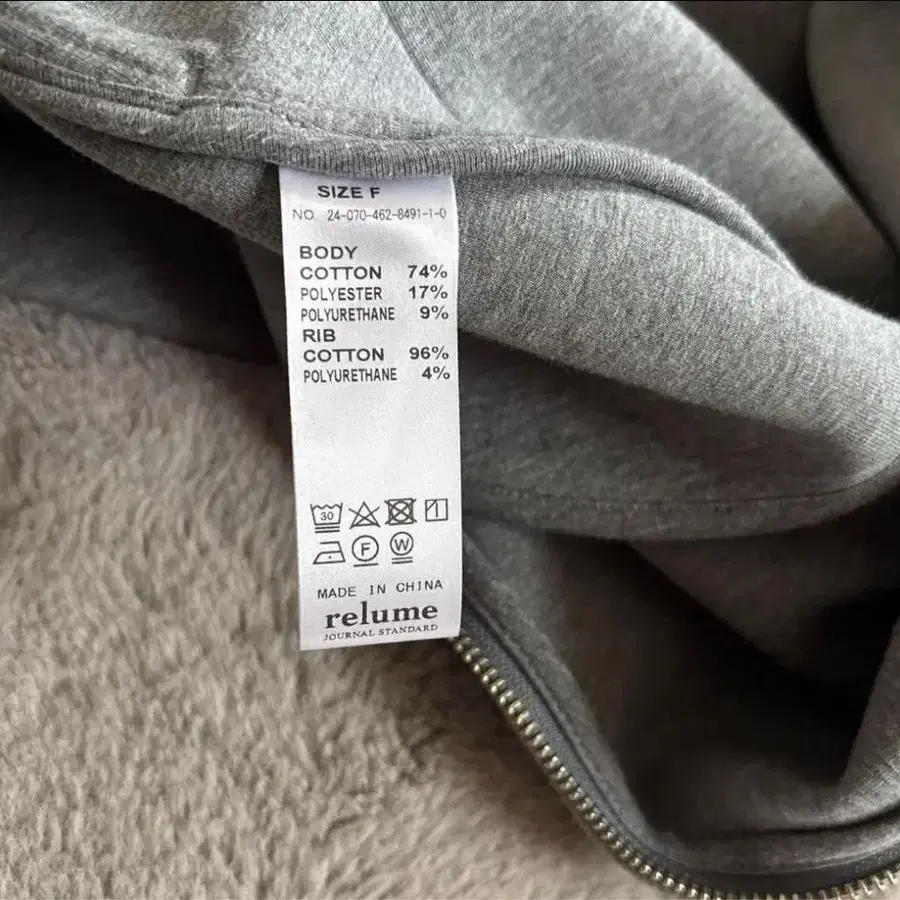 SIZE F
NO. 24-070-462-8491-1-0
BODY
COTTON 74%
POLYESTER 17%
POLYURETHANE 9%
RIB
COTTON 96%
POLYURETHANE 4%
30
F W
MADE IN CHINA
relume
JOURNAL STANDARD